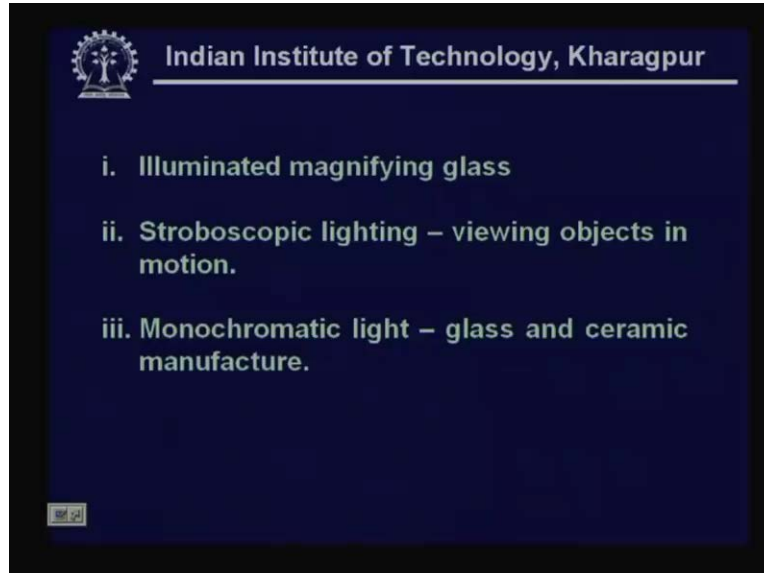 Indian Institute of Technology, Kharagpur
i. Illuminated magnifying glass
ii. Stroboscopic lighting – viewing objects in
motion.
iii. Monochromatic light – glass and ceramic
manufacture.